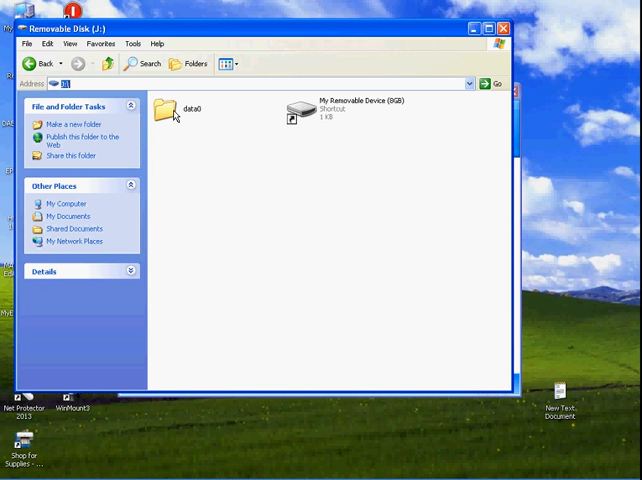 My
Removable Disk (J:)
File Edit View Favorites Tools Help
Back Search Folders
Address J:\ Go
File and Folder Tasks
Make a new folder
Publish this folder to the
Web
Share this folder
Other Places
My Computer
My Documents
Shared Documents
My Network Places
Details
data0
My Removable Device (8GB)
Shortcut
1 KB
Net Protector
2013
WinMount3
Shop for
Supplies - ...
New Text
Document